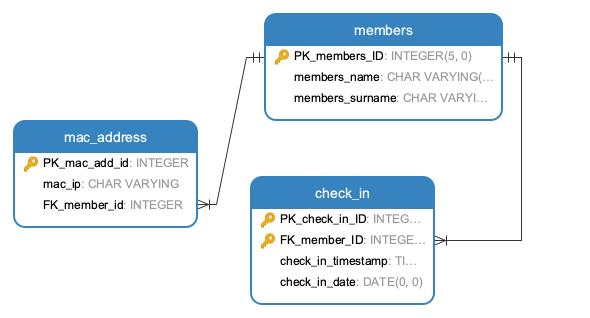 members
PK_members_ID: INTEGER(5, 0)
members_name: CHAR VARYING(...
members_surname: CHAR VARYI...
mac_address
PK_mac_add_id: INTEGER
mac_ip: CHAR VARYING
FK_member_id: INTEGER
check_in
PK_check_in_ID: INTEG...
FK_member_ID: INTEGE...
check_in_timestamp: TI...
check_in_date: DATE(0, 0)